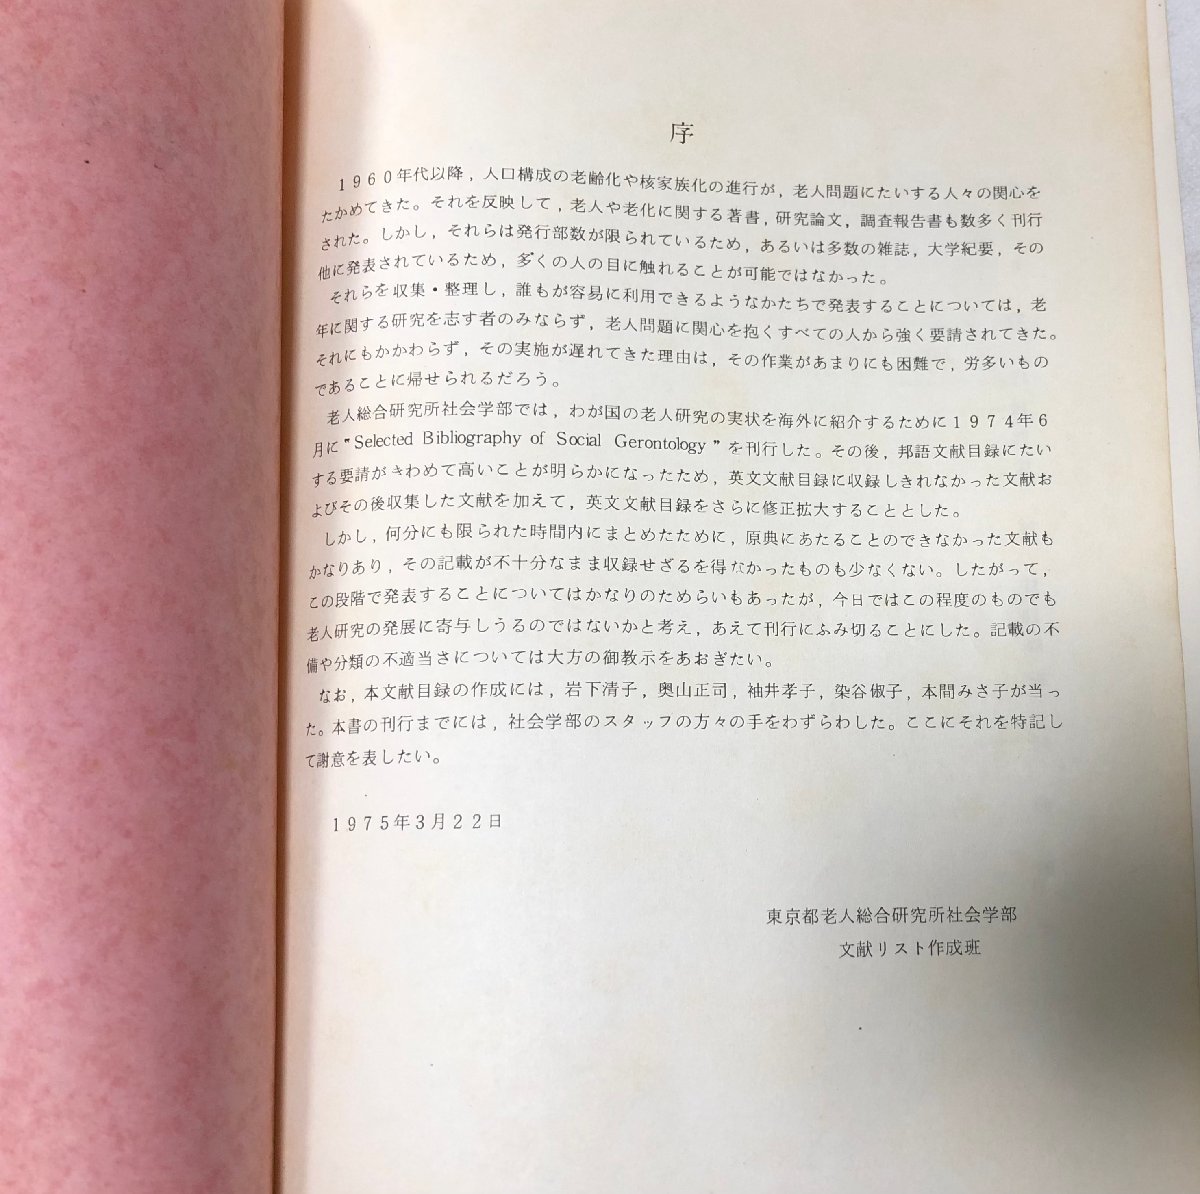 序
1960年代以降，人口構成の老齢化や核家族化の進行が，老人問題にたいする人々の関心を
たかめてきた。それを反映して，老人や老化に関する著書，研究論文，調査報告書も数多く刊行
された。しかし，それらは発行部数が限られているため，あるいは多数の雑誌，大学紀要，その
他に発表されているため，多くの人の目に触れることが可能ではなかった。
それらを収集・整理し，誰もが容易に利用できるようなかたちで発表することについては，老
年に関する研究を志す者のみならず，老人問題に関心を抱くすべての人から強く要請されてきた。
それにもかかわらず，その実施が遅れてきた理由は，その作業があまりにも困難で，労多いもの
であることに帰せられるだろう。
老人総合研究所社会学部では，わが国の老人研究の実状を海外に紹介するために1974年6
月に"Selected Bibliography of Social Gerontology"を刊行した。その後，邦語文献目録にたい
する要請がきわめて高いことが明らかになったため，英文文献目録に収録しきれなかった文献お
よびその後収集した文献を加えて，英文文献目録をさらに修正拡大することとした。
しかし，何分にも限られた時間内にまとめたために，原典にあたることのできなかった文献も
かなりあり，その記載が不十分なまま収録せざるを得なかったものも少なくない。したがって，
この段階で発表することについてはかなりのためらいもあったが，今日ではこの程度のものでも
老人研究の発展に寄与しうるのではないかと考え，あえて刊行にふみ切ることにした。記載の不
備や分類の不適当さについては大方の御教示をあおぎたい。
なお，本文献目録の作成には，岩下清子，奥山正司，袖井孝子，染谷俶子，本間みさ子が当っ
た。本書の刊行までには，社会学部のスタッフの方々の手をわずらわした。ここにそれを特記し
て謝意を表したい。
1975年3月22日
東京都老人総合研究所社会学部
文献リスト作成班